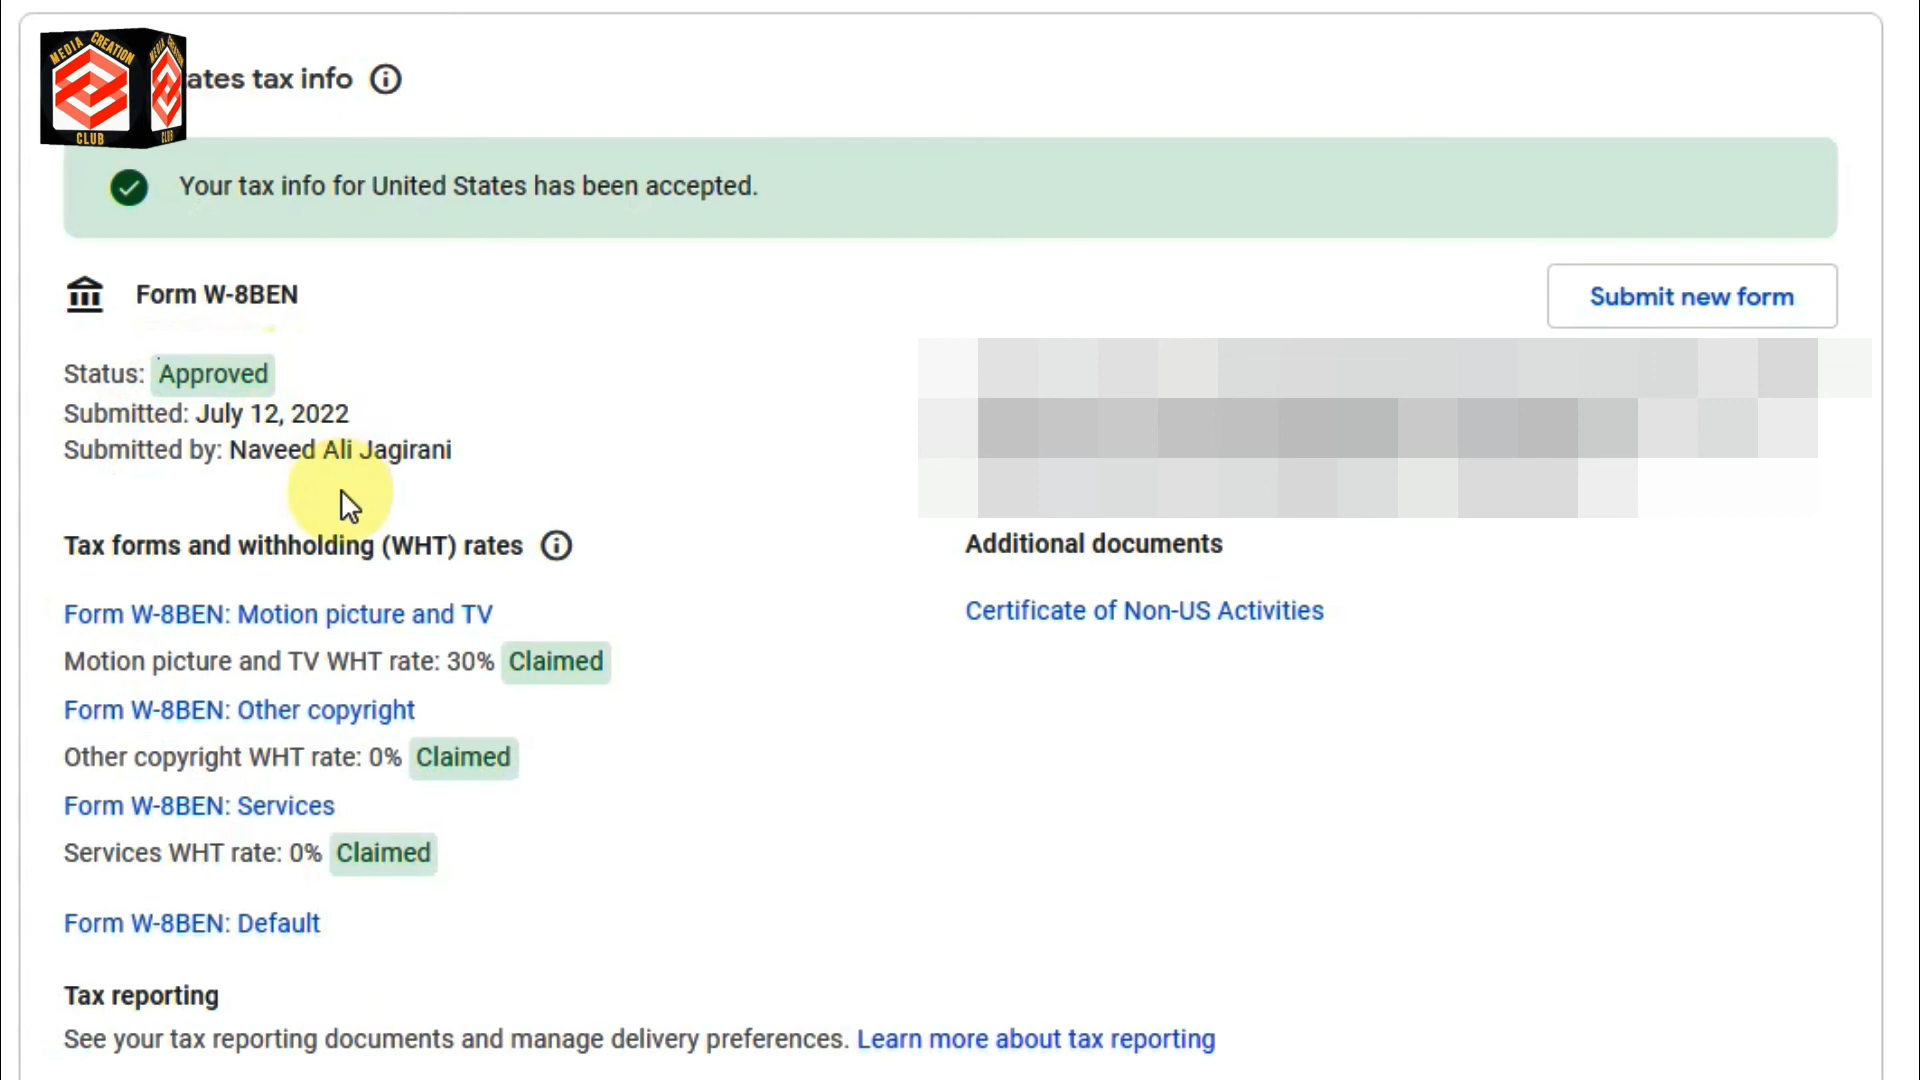 MEDIA CREATION
CLUB
CLUB
ates tax info
Your tax info for United States has been accepted.
Form W-8BEN
Submit new form
Status: Approved
Submitted: July 12, 2022
Submitted by: Naveed Ali Jagirani
Tax forms and withholding (WHT) rates
Additional documents
Form W-8BEN: Motion picture and TV
Certificate of Non-US Activities
Motion picture and TV WHT rate: 30% Claimed
Form W-8BEN: Other copyright
Other copyright WHT rate: 0% Claimed
Form W-8BEN: Services
Services WHT rate: 0% Claimed
Form W-8BEN: Default
Tax reporting
See your tax reporting documents and manage delivery preferences. Learn more about tax reporting